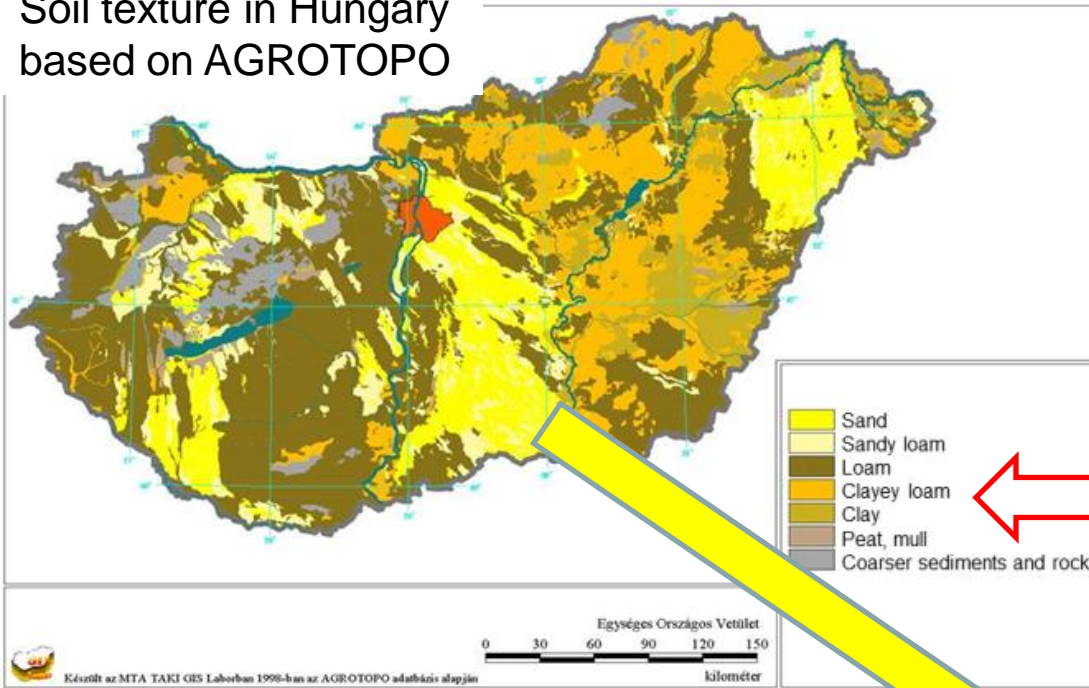 Soil texture in Hungary
based on AGROTOPO
Sand
Sandy loam
Loam
Clayey loam
Clay
Peat, mull
Coarser sediments and rock
Egységes Országos Vetület
0 30 60 90 120 150
kilométer
GIS
Készült az MTA TAKI GIS Laborban 1998-ban az AGROTOPO adatbázis alapján